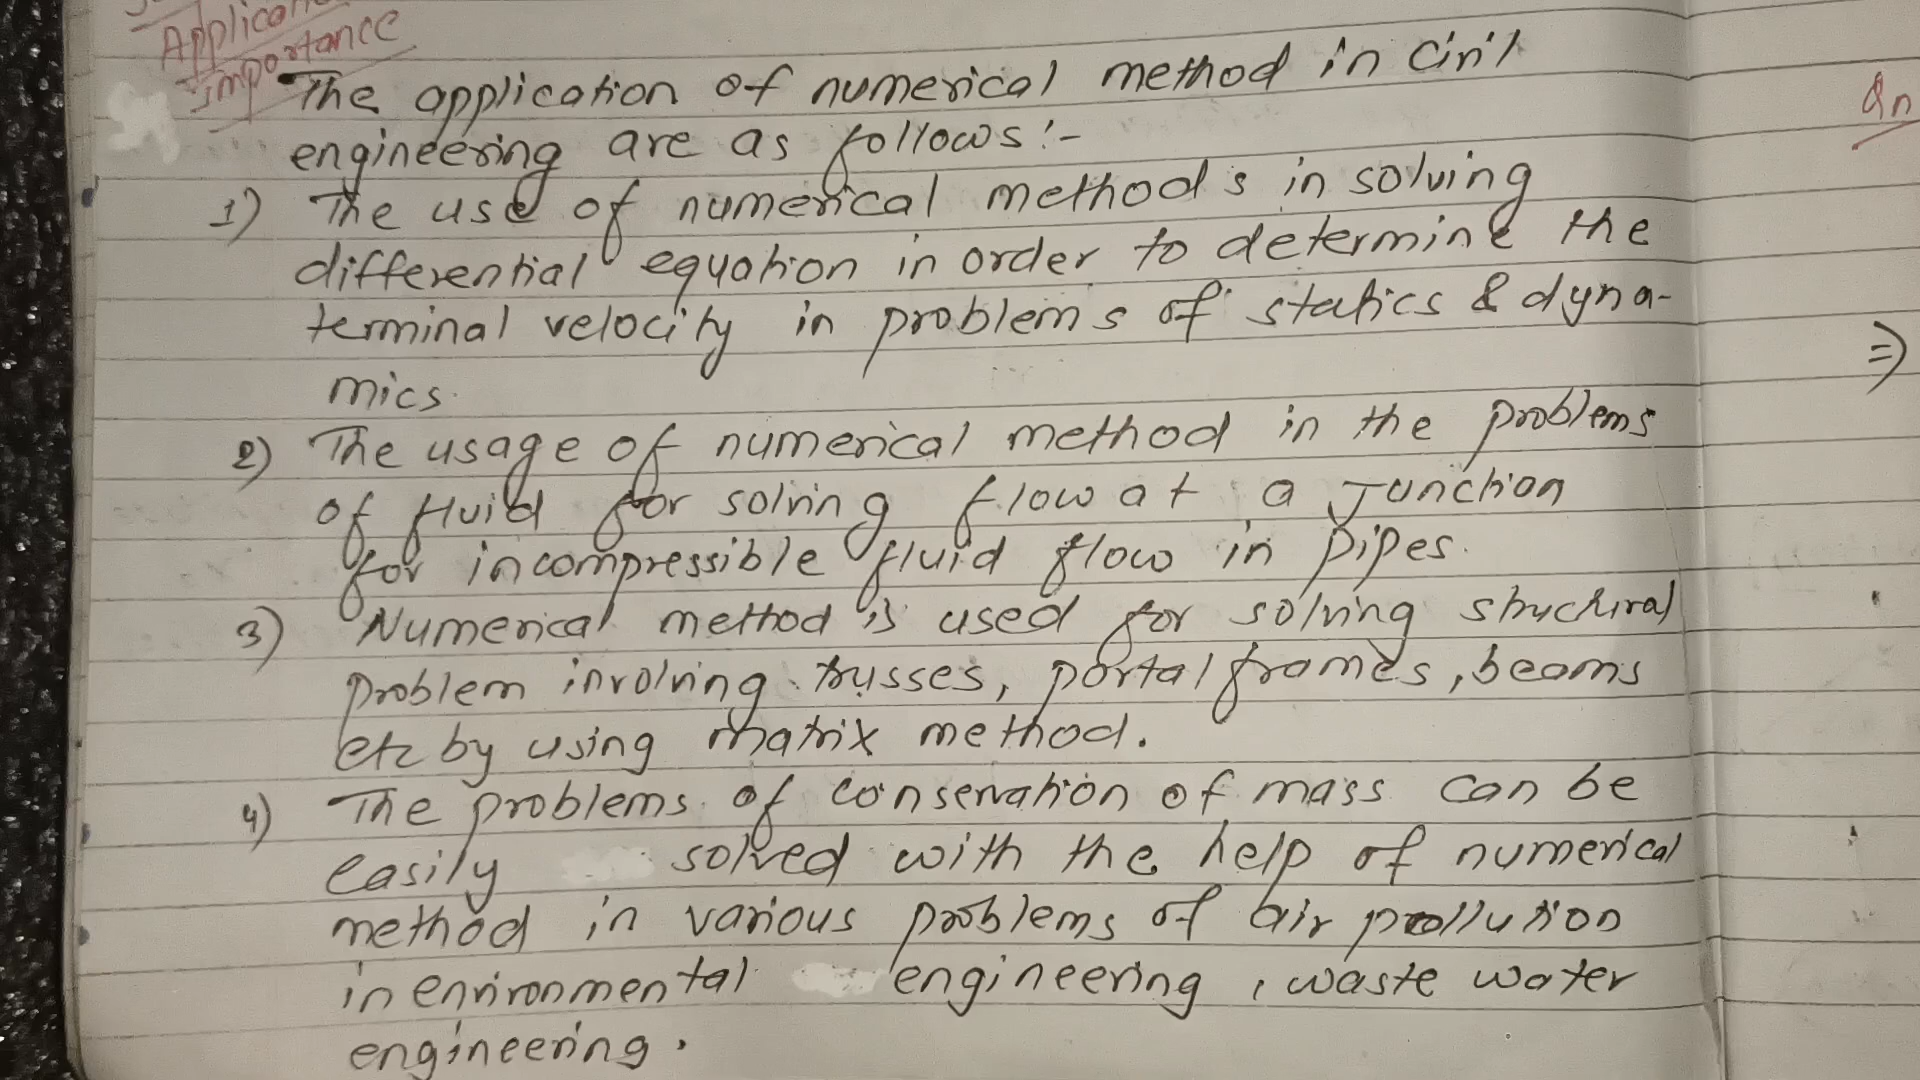 Importance
The application of numerical method in Civil
engineering are as follows:-
1) The use of numerical methods in solving
differential equation in order to determine the
terminal velocity in problems of statics & dyna-
mics.
2) The usage of numerical method in the problems
of fluid for solving flow at a Junction
for incompressible fluid flow in pipes.
3) Numerical method is used for solving structural
problem involving trusses, portal frames, beams
etc by using matrix method.
4) The problems of conservation of mass can be
easily solved with the help of numerical
method in various problems of air pollution
in environmental engineering, waste water
engineering.
Qn
=>